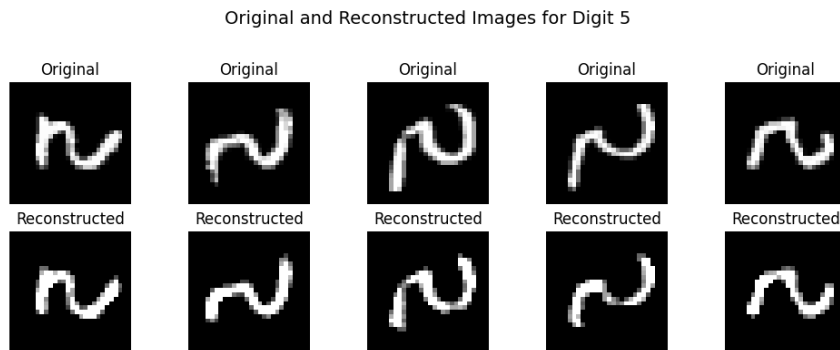 Original and Reconstructed Images for Digit 5
Original Original Original Original Original
Reconstructed Reconstructed Reconstructed Reconstructed Reconstructed